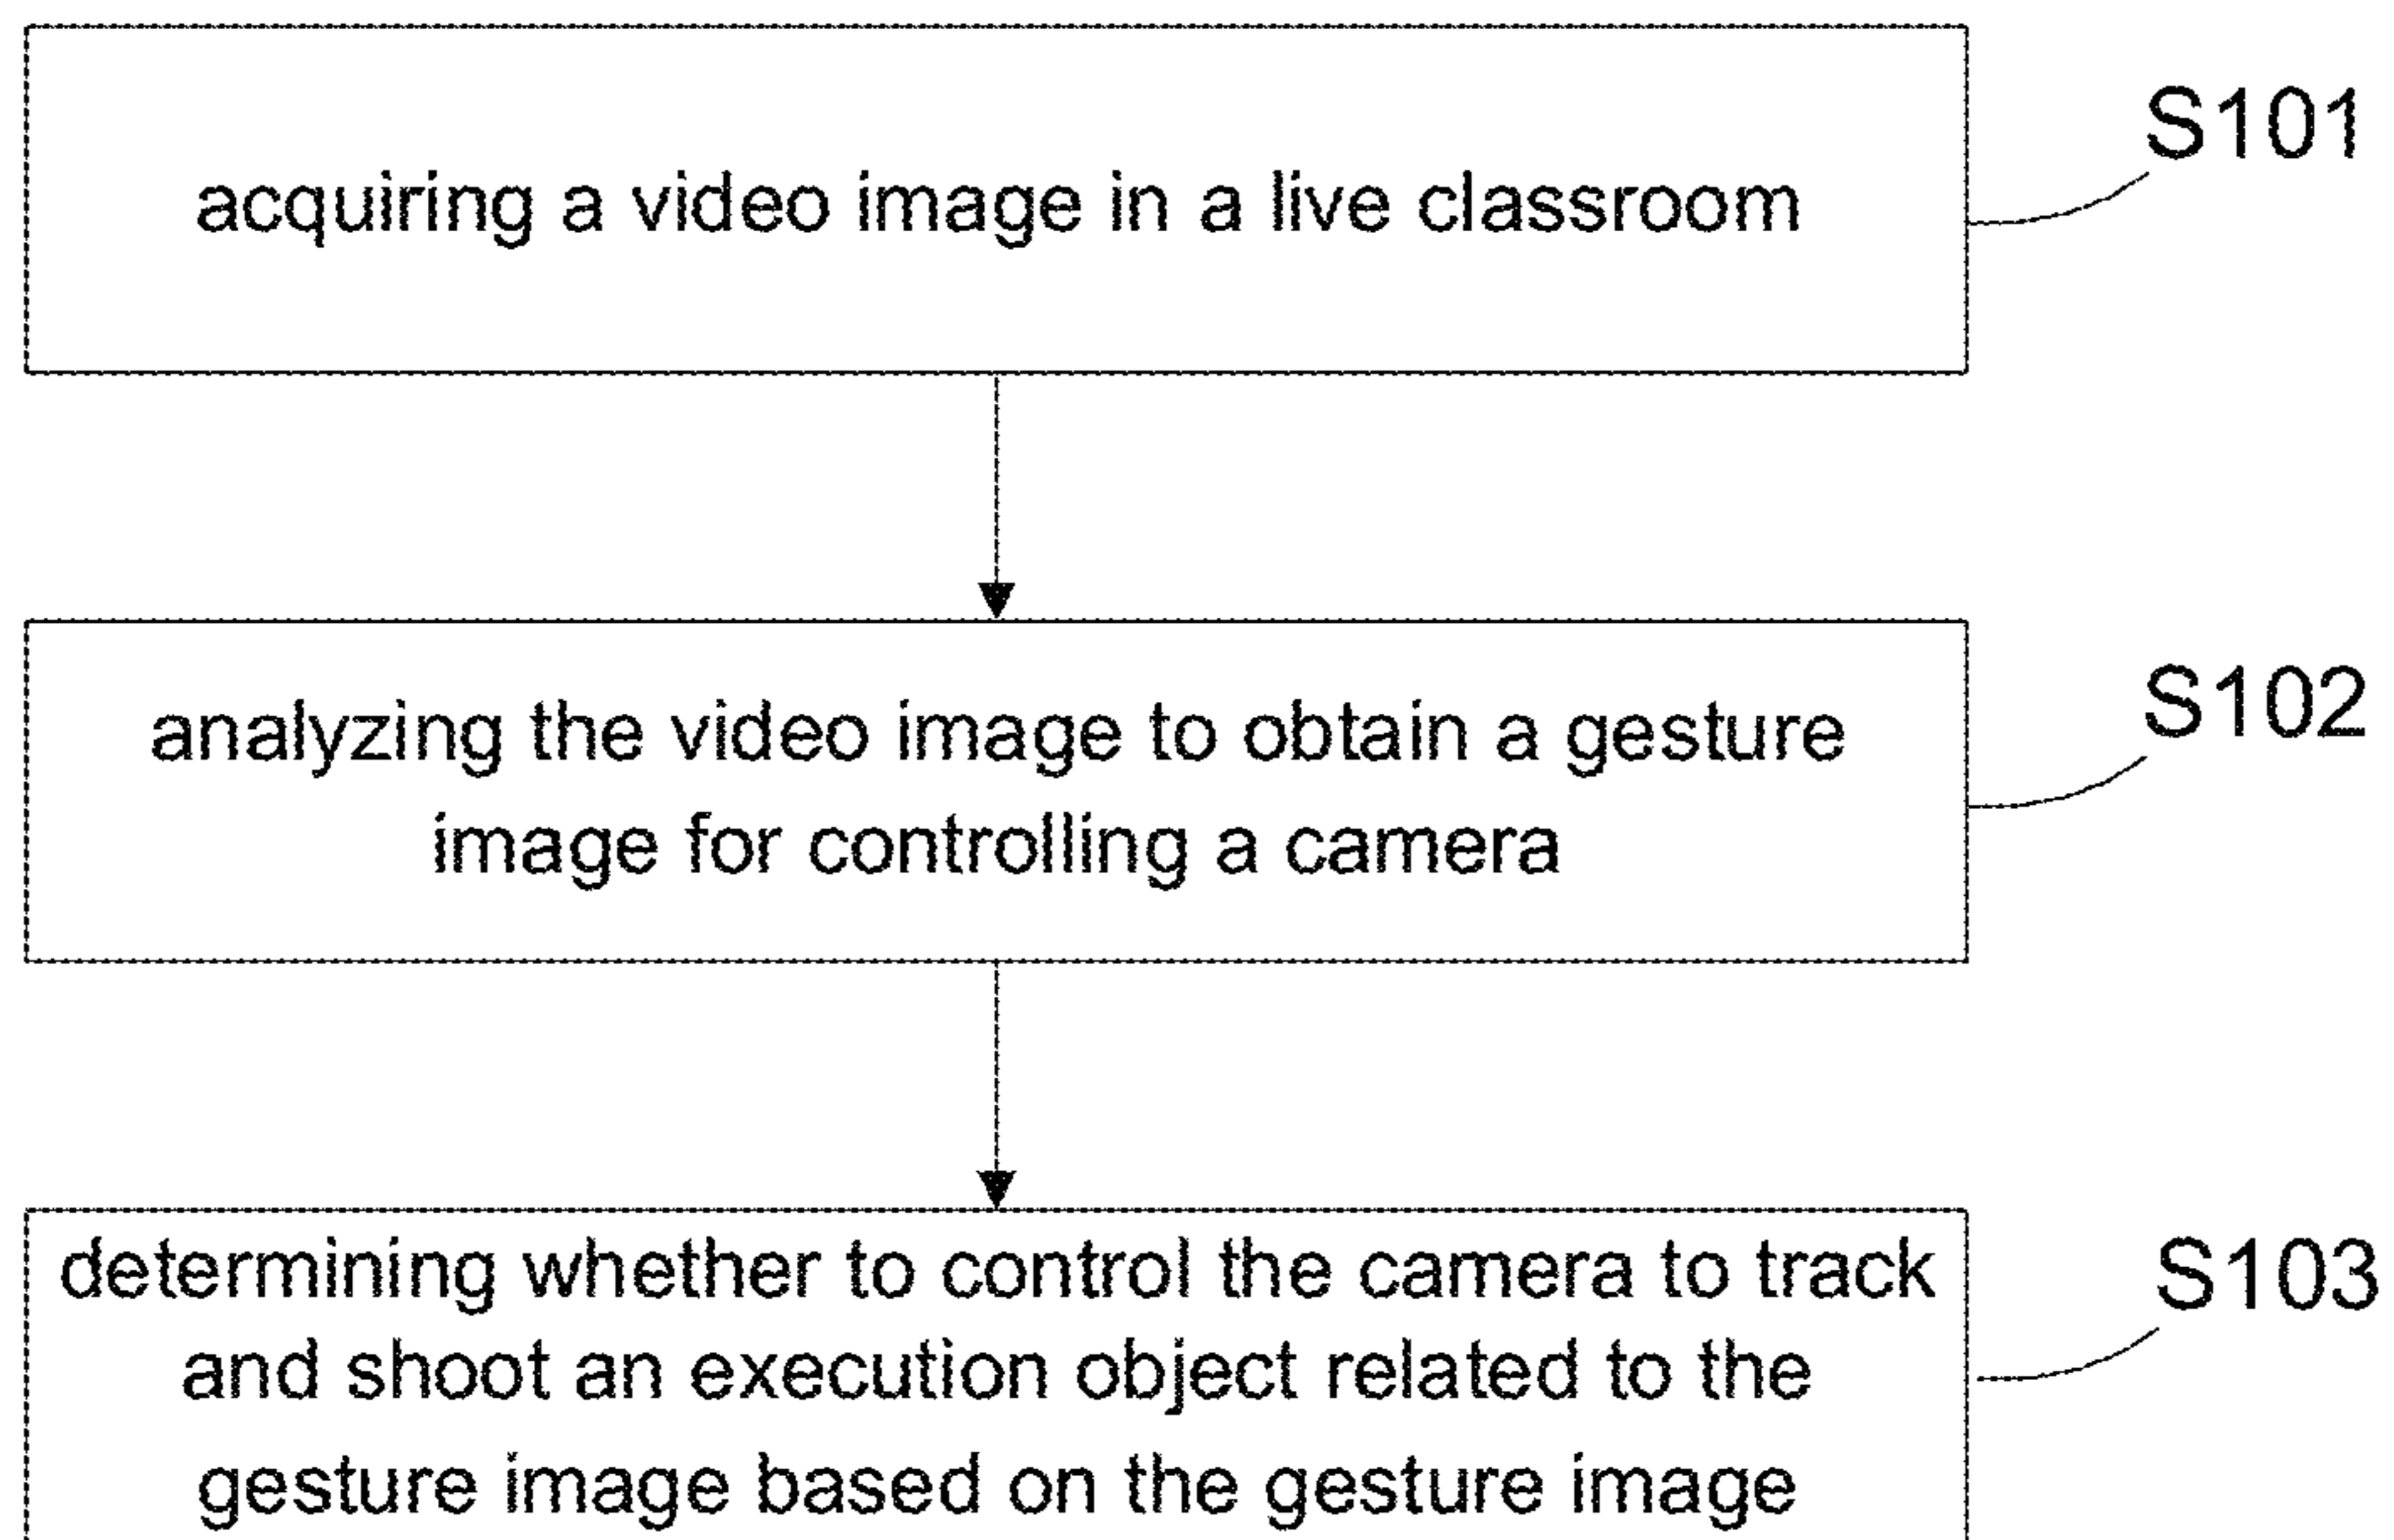 acquiring a video image in a live classroom
S101
analyzing the video image to obtain a gesture
image for controlling a camera
S102
determining whether to control the camera to track
and shoot an execution object related to the
gesture image based on the gesture image
S103